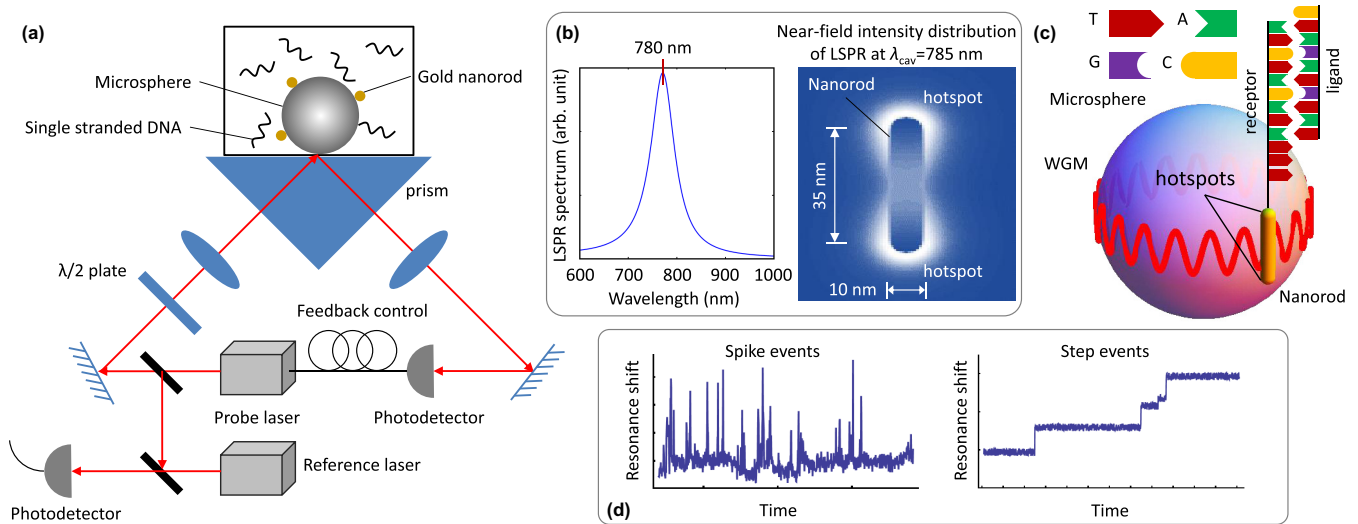 (a)
Microsphere
Gold nanorod
Single stranded DNA
prism
λ/2 plate
Feedback control
Probe laser
Photodetector
Reference laser
Photodetector
(b)
780 nm
LSPR spectrum (arb. unit)
600 700 800 900 1000
Wavelength (nm)
Near-field intensity distribution
of LSPR at λcav=785 nm
Nanorod
hotspot
35 nm
hotspot
10 nm
(c)
T
A
G
C
receptor
ligand
Microsphere
WGM
hotspots
Nanorod
Spike events
Resonance shift
Time
(d)
Step events
Resonance shift
Time